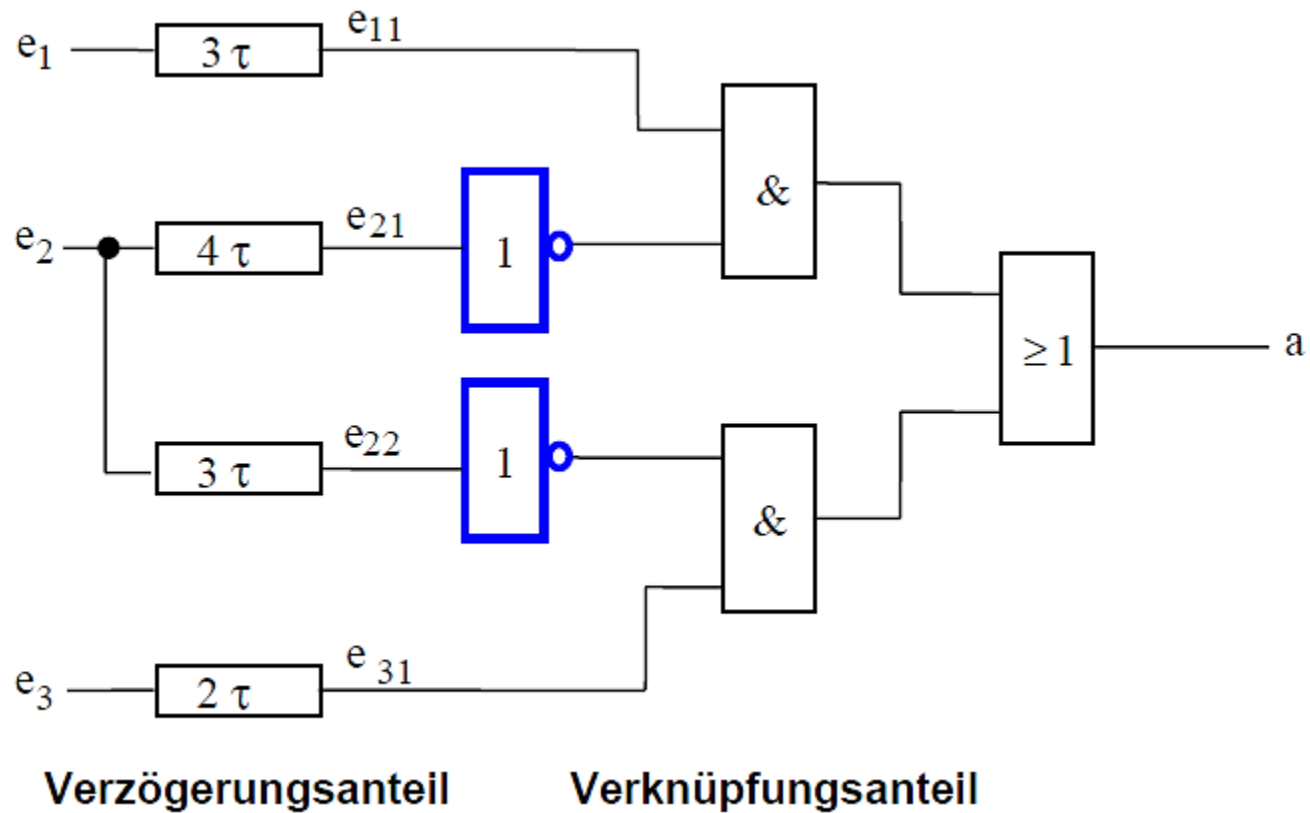 e₁ 3 τ e₁₁
&
e₂ 4 τ e₂₁ 1
≥ 1 a
3 τ e₂₂ 1
&
e₃ 2 τ e ₃₁
Verzögerungsanteil Verknüpfungsanteil